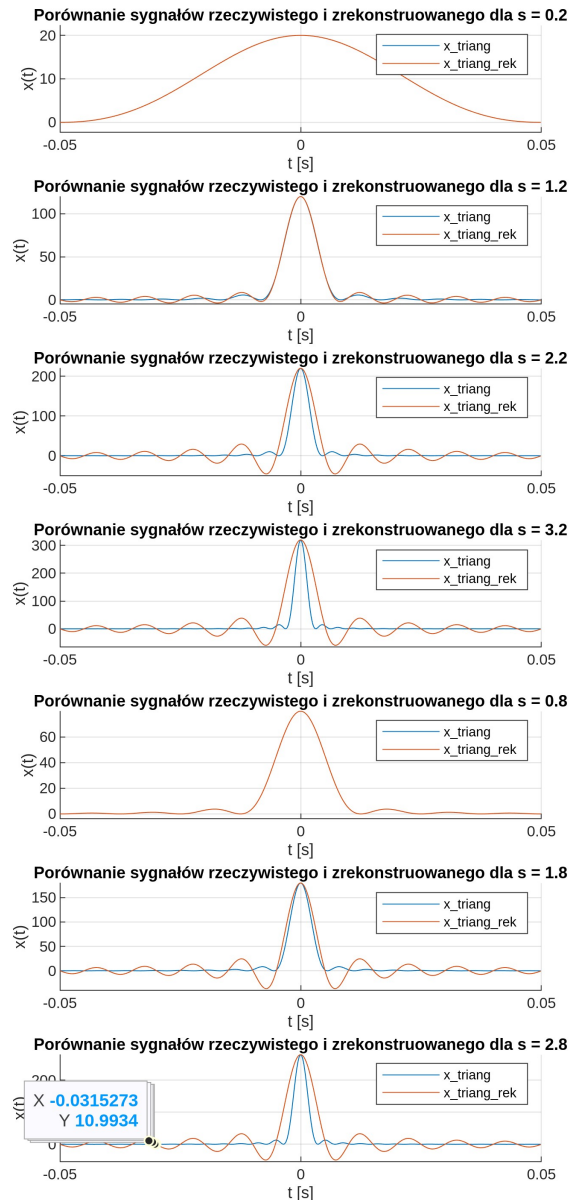 Porównanie sygnałów rzeczywistego i zrekonstruowanego dla s = 0.2
20
10
0
x(t)
x_triang
x_triang_rek
-0.05
0
0.05
t [s]
Porównanie sygnałów rzeczywistego i zrekonstruowanego dla s = 1.2
100
50
0
x(t)
x_triang
x_triang_rek
-0.05
0
0.05
t [s]
Porównanie sygnałów rzeczywistego i zrekonstruowanego dla s = 2.2
200
100
0
x(t)
x_triang
x_triang_rek
-0.05
0
0.05
t [s]
Porównanie sygnałów rzeczywistego i zrekonstruowanego dla s = 3.2
300
200
100
0
x(t)
x_triang
x_triang_rek
-0.05
0
0.05
t [s]
Porównanie sygnałów rzeczywistego i zrekonstruowanego dla s = 0.8
60
40
20
0
x(t)
x_triang
x_triang_rek
-0.05
0
0.05
t [s]
Porównanie sygnałów rzeczywistego i zrekonstruowanego dla s = 1.8
150
100
50
0
x(t)
x_triang
x_triang_rek
-0.05
0
0.05
t [s]
Porównanie sygnałów rzeczywistego i zrekonstruowanego dla s = 2.8
200
0
x(t)
x_triang
x_triang_rek
X -0.0315273
Y 10.9934
-0.05
0
0.05
t [s]